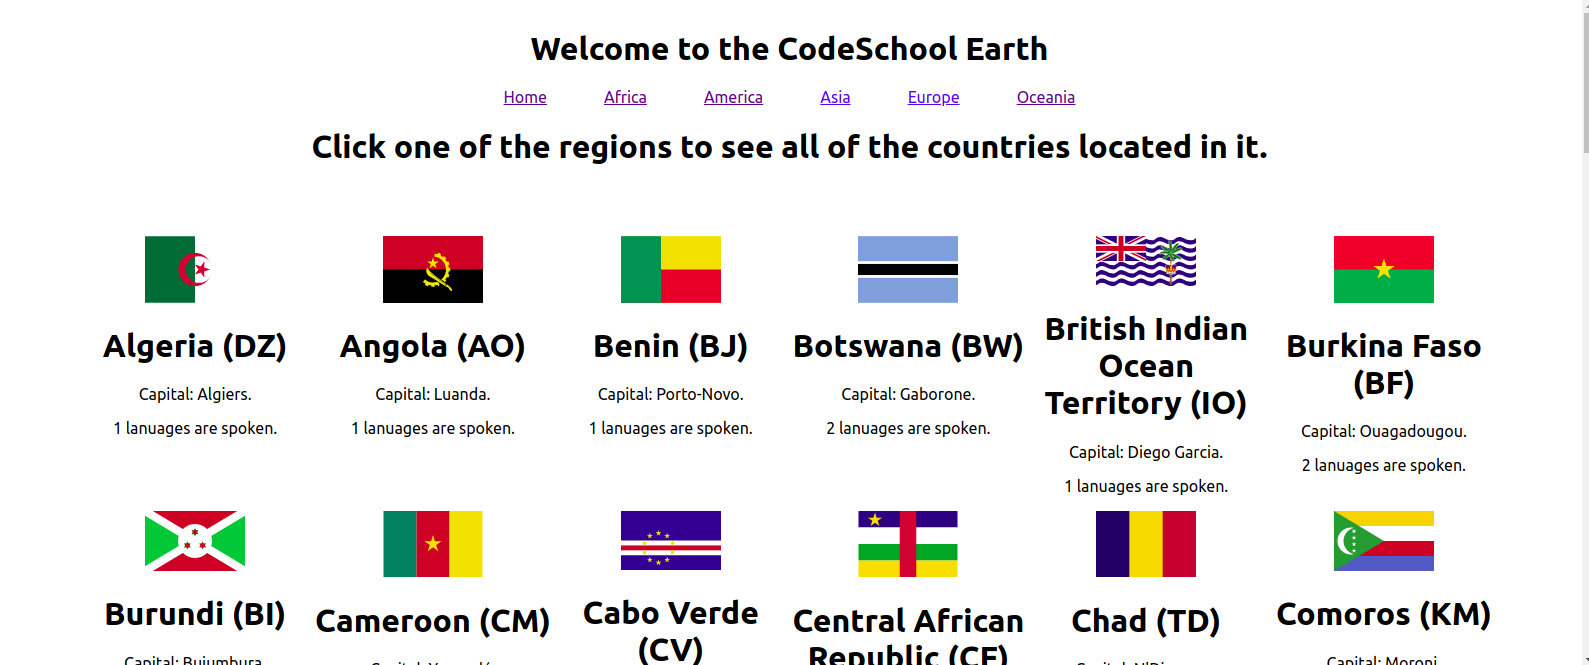 Welcome to the CodeSchool Earth
Home Africa America Asia Europe Oceania
Click one of the regions to see all of the countries located in it.
Algeria (DZ)
Capital: Algiers.
1 lanuages are spoken.
Angola (AO)
Capital: Luanda.
1 lanuages are spoken.
Benin (BJ)
Capital: Porto-Novo.
1 lanuages are spoken.
Botswana (BW)
Capital: Gaborone.
2 lanuages are spoken.
British Indian
Ocean
Territory (IO)
Capital: Diego Garcia.
1 lanuages are spoken.
Burkina Faso
(BF)
Capital: Ouagadougou.
2 lanuages are spoken.
Burundi (BI)
Capital: Bujumbura.
Cameroon (CM)
Capital:
Cabo Verde
(CV)
Central African
Republic (CF)
Chad (TD)
Capital:
Comoros (KM)
Capital: Moroni.